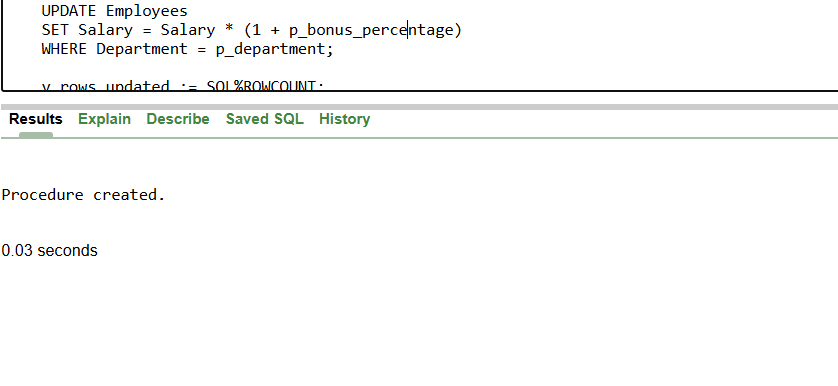 UPDATE Employees
SET Salary = Salary * (1 + p_bonus_percentage)
WHERE Department = p_department;
v_rows_updated := SQL%ROWCOUNT;
Results Explain Describe Saved SQL History
Procedure created.
0.03 seconds